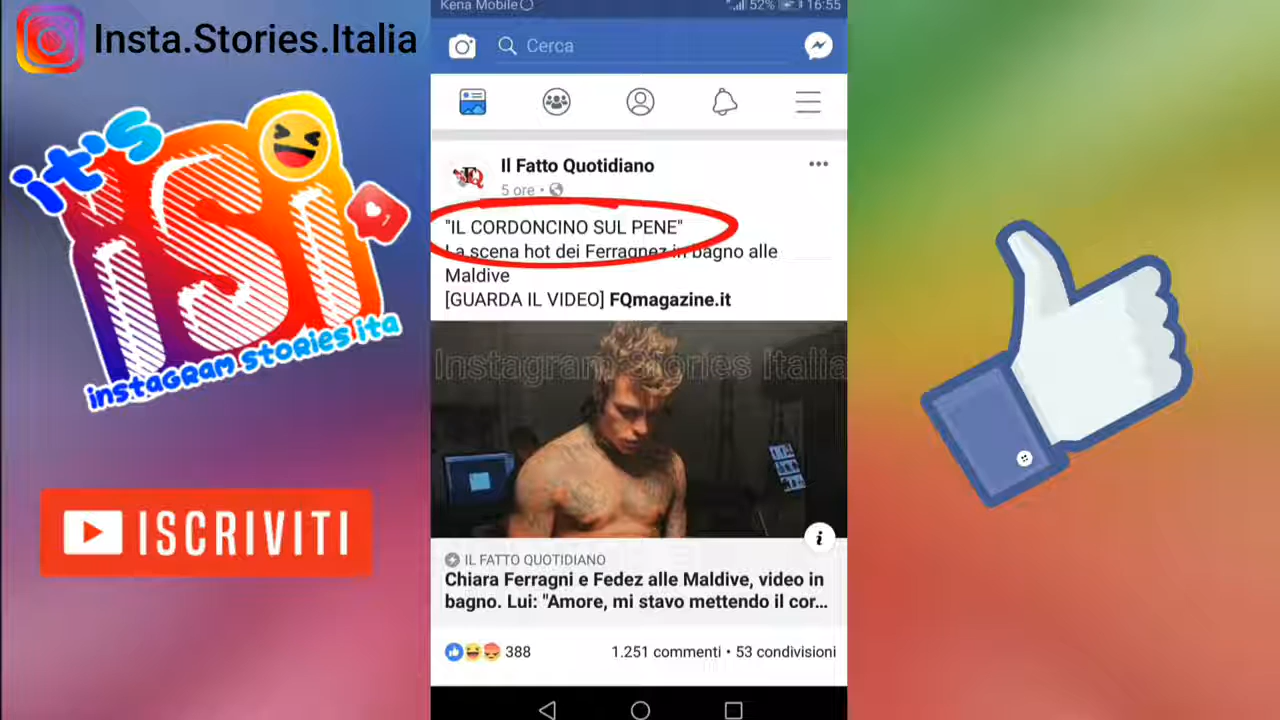 Insta.Stories.Italia
it's
iSi
instagram stories ita
ISCRIVITI
Kena Mobile
52%
16:55
Cerca
Il Fatto Quotidiano
5 ore •
"IL CORDONCINO SUL PENE"
La scena hot dei Ferragnez in bagno alle
Maldive
[GUARDA IL VIDEO] FQmagazine.it
Instagram Stories Italia
IL FATTO QUOTIDIANO
Chiara Ferragni e Fedez alle Maldive, video in
bagno. Lui: "Amore, mi stavo mettendo il cor...
388
1.251 commenti • 53 condivisioni